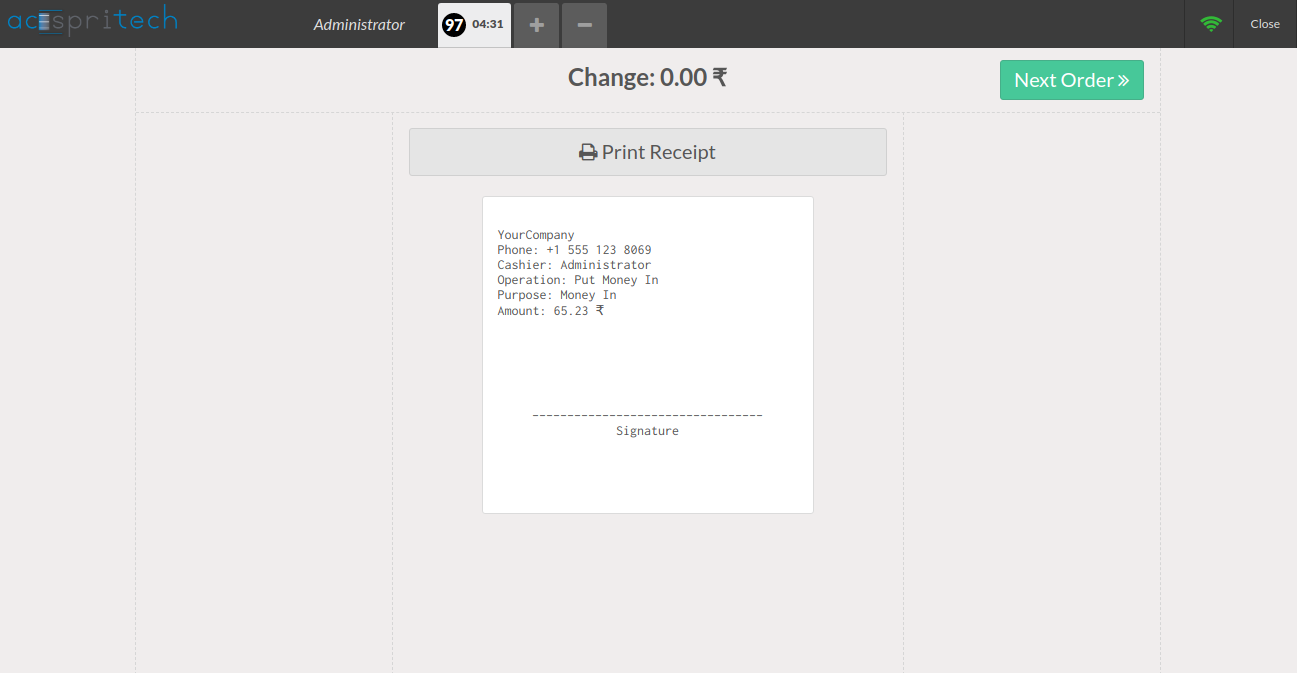 acespritech
Administrator
97 04:31
Close
Change: 0.00 ₹
Next Order »
Print Receipt
YourCompany
Phone: +1 555 123 8069
Cashier: Administrator
Operation: Put Money In
Purpose: Money In
Amount: 65.23 ₹
---------------------------------
Signature